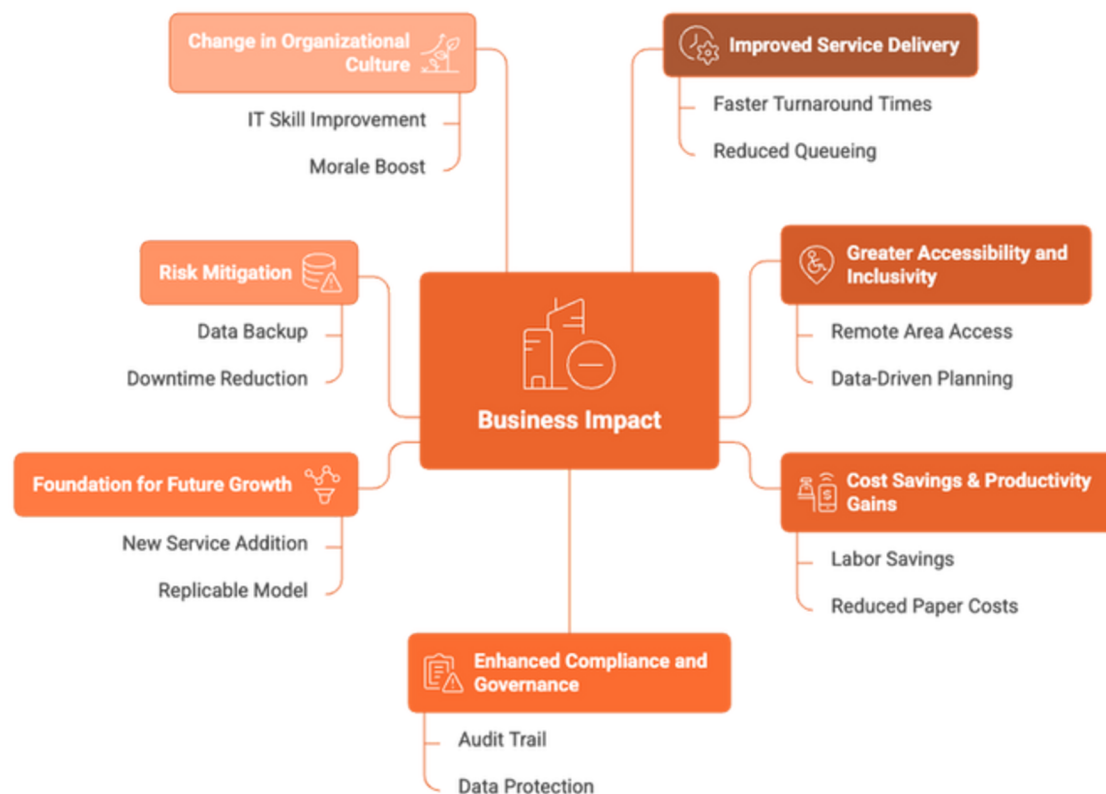 Change in Organizational
Culture
IT Skill Improvement
Morale Boost
Improved Service Delivery
Faster Turnaround Times
Reduced Queueing
Risk Mitigation
Data Backup
Downtime Reduction
Greater Accessibility and
Inclusivity
Remote Area Access
Data-Driven Planning
Business Impact
Foundation for Future Growth
New Service Addition
Replicable Model
$
Cost Savings & Productivity
Gains
Labor Savings
Reduced Paper Costs
Enhanced Compliance and
Governance
Audit Trail
Data Protection